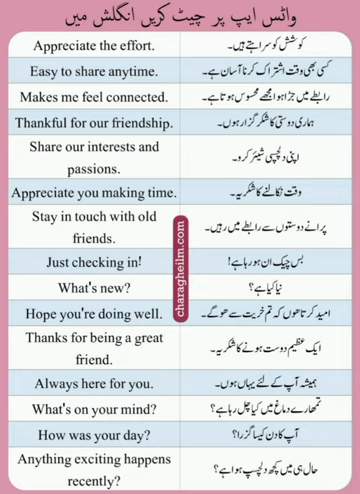 واٹس ایپ پر چیٹ کریں انگلش میں
Appreciate the effort.
کوشش کو سراہتے ہیں۔
Easy to share anytime.
کسی بھی وقت اشتراک کرنا آسان ہے۔
Makes me feel connected.
رابطے میں جڑا ہوا مجھے محسوس ہوتا ہے۔
Thankful for our friendship.
ہماری دوستی کا شکر گزار ہوں۔
Share our interests and
passions.
اپنی دلچسپی شیئر کرو۔
Appreciate you making time.
وقت نکالنے کا شکریہ۔
Stay in touch with old
friends.
پرانے دوستوں سے رابطے میں رہیں۔
Just checking in!
بس چیک ان ہو رہا ہے!
What's new?
نیا کیا ہے؟
Hope you're doing well.
امید کرتا ھوں کہ تم خریت سے ھو گے۔
Thanks for being a great
friend.
ایک عظیم دوست ہونے کا شکریہ۔
Always here for you.
ہمیشہ آپ کے لئے یہاں ہوں۔
What's on your mind?
تمھارے دماغ میں کیا چل رہا ہے؟
How was your day?
آپ کا دن کیسا گزرا؟
Anything exciting happens
recently?
حال ہی میں کچھ دلچسپ ہوا ہے؟
charagheilm.com